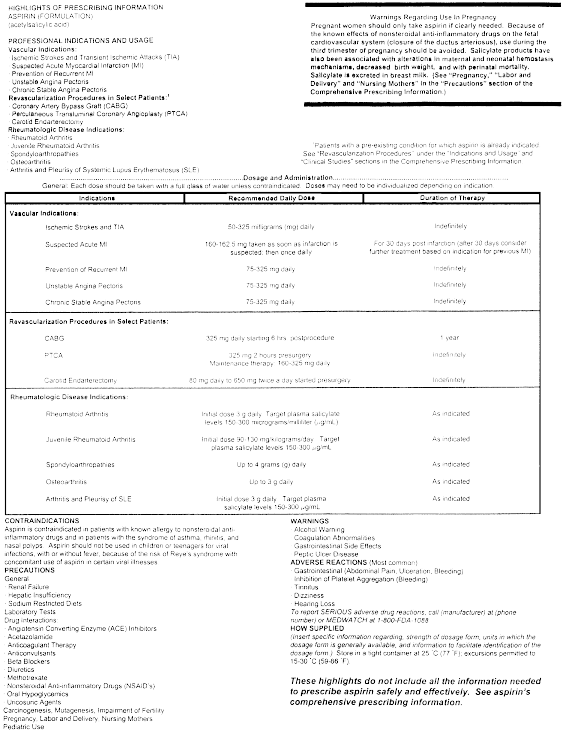 HIGHLIGHTS OF PRESCRIBING INFORMATION
ASPIRIN (FORMULATION)
(acetylsalicylic acid)
PROFESSIONAL INDICATIONS AND USAGE
Vascular Indications:
Ischemic Strokes and Transient Ischemic Attacks (TIA)
Suspected Acute Myocardial Infarction (MI)
· Prevention of Recurrent MI
· Unstable Angina Pectoris
· Chronic Stable Angina Pectoris
Revascularization Procedures in Select Patients:¹
· Coronary Artery Bypass Graft (CABG)
· Percutaneous Transluminal Coronary Angioplasty (PTCA)
· Carotid Endarterectomy
Rheumatologic Disease Indications:
· Rheumatoid Arthritis
Juvenile Rheumatoid Arthritis
Spondyloarthropathies
Osteoarthritis
Arthritis and Pleurisy of Systemic Lupus Erythematosus (SLE)
Warnings Regarding Use In Pregnancy
Pregnant women should only take aspirin if clearly needed. Because of
the known effects of nonsteroidal anti-inflammatory drugs on the fetal
cardiovascular system (closure of the ductus arteriosus), use during the
third trimester of pregnancy should be avoided. Salicylate products have
also been associated with alterations in maternal and neonatal hemostasis
mechanisms, decreased birth weight, and with perinatal mortality.
Salicylate is excreted in breast milk. (See "Pregnancy," "Labor and
Delivery" and "Nursing Mothers" in the "Precautions" section of the
Comprehensive Prescribing Information.)
¹Patients with a pre-existing condition for which aspirin is already indicated.
See "Revascularization Procedures" under the "Indications and Usage" and
"Clinical Studies" sections in the Comprehensive Prescribing Information
Dosage and Administration
General: Each dose should be taken with a full glass of water unless contraindicated. Doses may need to be individualized depending on indication.
Indications Recommended Daily Dose Duration of Therapy
Vascular Indications:
Ischemic Strokes and TIA 50-325 milligrams (mg) daily Indefinitely
Suspected Acute MI 160-162.5 mg taken as soon as infarction is suspected; then once daily For 30 days post infarction (after 30 days consider further treatment based on indication for previous MI)
Prevention of Recurrent MI 75-325 mg daily Indefinitely
Unstable Angina Pectoris 75-325 mg daily Indefinitely
Chronic Stable Angina Pectoris 75-325 mg daily Indefinitely
Revascularization Procedures in Select Patients:
CABG 325 mg daily starting 6 hrs. postprocedure 1 year
PTCA 325 mg 2 hours presurgery Indefinitely
Maintenance therapy: 160-325 mg daily
Carotid Endarterectomy 80 mg daily to 650 mg twice a day started presurgery Indefinitely
Rheumatologic Disease Indications:
Rheumatoid Arthritis Initial dose 3 g daily. Target plasma salicylate levels 150-300 micrograms/milliliter (µg/mL) As indicated
Juvenile Rheumatoid Arthritis Initial dose 90-130 mg/kilograms/day. Target plasma salicylate levels 150-300 µg/mL As indicated
Spondyloarthropathies Up to 4 grams (g) daily As indicated
Osteoarthritis Up to 3 g daily As indicated
Arthritis and Pleurisy of SLE Initial dose 3 g daily. Target plasma salicylate levels 150-300 µg/mL As indicated
CONTRAINDICATIONS
Aspirin is contraindicated in patients with known allergy to nonsteroidal anti-
inflammatory drugs and in patients with the syndrome of asthma, rhinitis, and
nasal polyps. Aspirin should not be used in children or teenagers for viral
infections, with or without fever, because of the risk of Reye's syndrome with
concomitant use of aspirin in certain viral illnesses.
PRECAUTIONS
General
· Renal Failure
· Hepatic Insufficiency
· Sodium Restricted Diets
Laboratory Tests
Drug Interactions
· Angiotensin Converting Enzyme (ACE) Inhibitors
· Acetazolamide
Anticoagulant Therapy
Anticonvulsants
Beta Blockers
Diuretics
· Methotrexate
· Nonsteroidal Anti-inflammatory Drugs (NSAID's)
· Oral Hypoglycemics
Uricosuric Agents
Carcinogenesis, Mutagenesis, Impairment of Fertility
Pregnancy, Labor and Delivery, Nursing Mothers
Pediatric Use
WARNINGS
· Alcohol Warning
· Coagulation Abnormalities
· Gastrointestinal Side Effects
· Peptic Ulcer Disease
ADVERSE REACTIONS (Most common)
· Gastrointestinal (Abdominal Pain, Ulceration, Bleeding)
· Inhibition of Platelet Aggregation (Bleeding)
· Tinnitus
· Dizziness
· Hearing Loss
To report SERIOUS adverse drug reactions, call (manufacturer) at (phone
number) or MEDWATCH at 1-800-FDA-1088
HOW SUPPLIED
(Insert specific information regarding, strength of dosage form, units in which the
dosage form is generally available, and information to facilitate identification of the
dosage form.) Store in a tight container at 25 °C (77 °F); excursions permitted to
15-30 °C (59-86 °F).
These highlights do not include all the information needed
to prescribe aspirin safely and effectively. See aspirin's
comprehensive prescribing information.